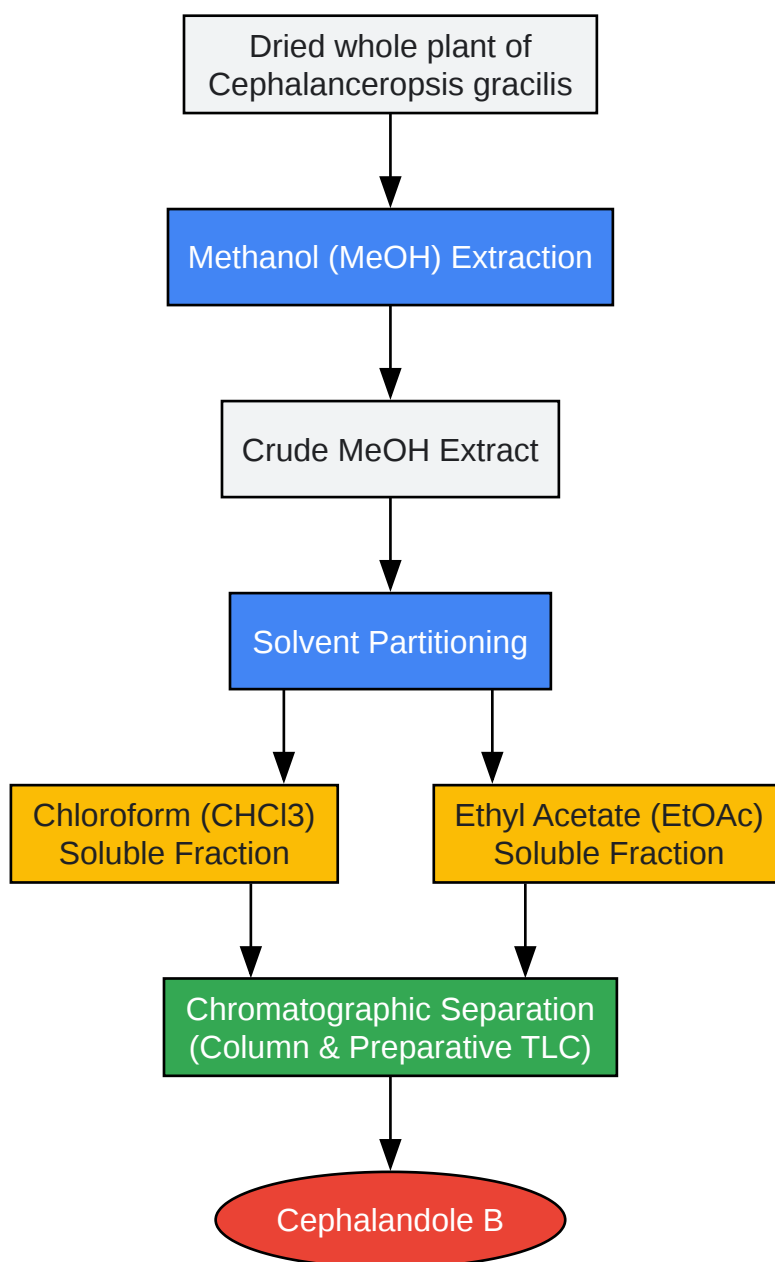 Dried whole plant of
Cephalanceropsis gracilis
Methanol (MeOH) Extraction
Crude MeOH Extract
Solvent Partitioning
Chloroform (CHCl3)
Soluble Fraction
Ethyl Acetate (EtOAc)
Soluble Fraction
Chromatographic Separation
(Column & Preparative TLC)
Cephalandole B